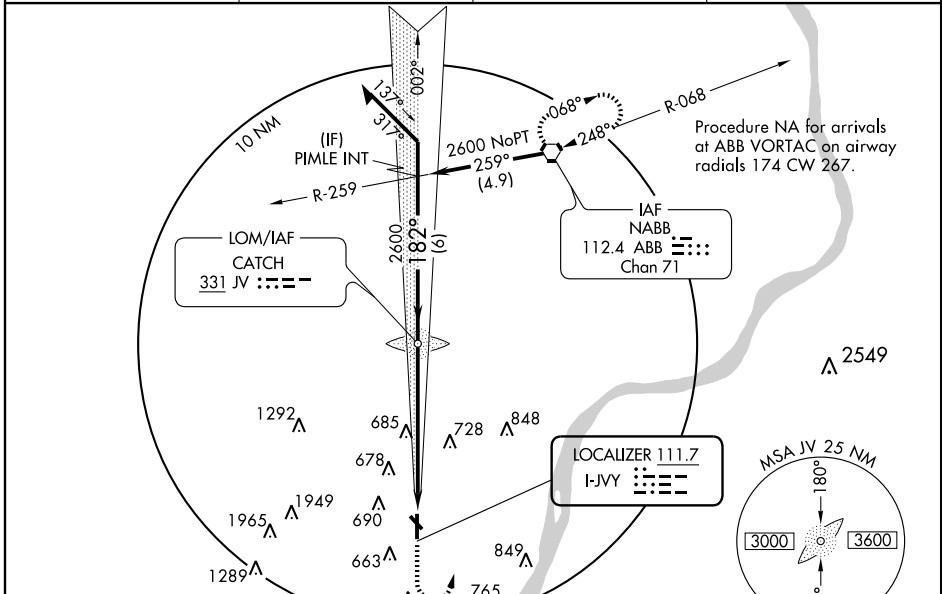 002°
137°
317°
10 NM
(IF)
PIMLE INT
R-259
2600 NoPT
259°
(4.9)
068°
248°
R-068
Procedure NA for arrivals
at ABB VORTAC on airway
radials 174 CW 267.
2600
182°
(6)
LOM/IAF
CATCH
331 JV
IAF
NABB
112.4 ABB
Chan 71
2549
1292
685
728
848
678
LOCALIZER 111.7
I-JVY
1949
1965
690
663
849
1289
765
MSA JV 25 NM
180°
3000
3600